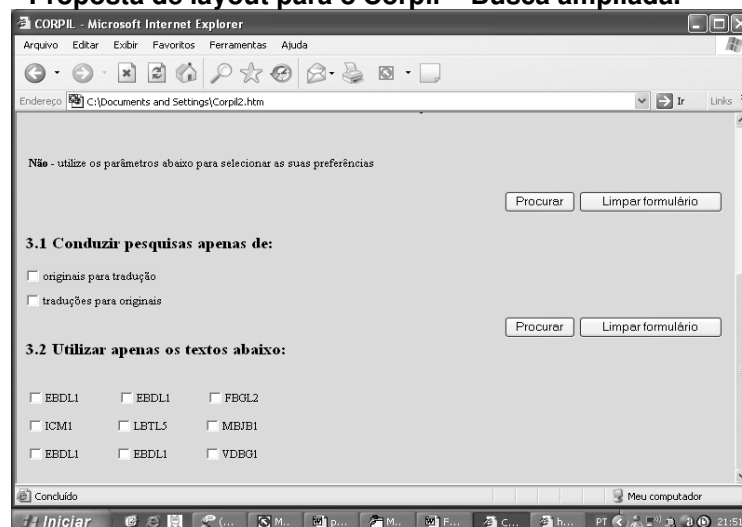 Proposta de layout para o Corpil – Busca ampliada.
CORPIL - Microsoft Internet Explorer
Arquivo Editar Exibir Favoritos Ferramentas Ajuda
Endereço C:\Documents and Settings\Corpil2.htm Ir Links
Não - utilize os parâmetros abaixo para selecionar as suas preferências
Procurar Limpar formulário
3.1 Conduzir pesquisas apenas de:
originais para tradução
traduções para originais
Procurar Limpar formulário
3.2 Utilizar apenas os textos abaixo:
EBDL1 EBDL1 FBGL2
ICM1 LBTL5 MBJB1
EBDL1 EBDL1 VDBG1
Concluído Meu computador
Iniciar (... M... p... M... F... C... h... PT 21:51